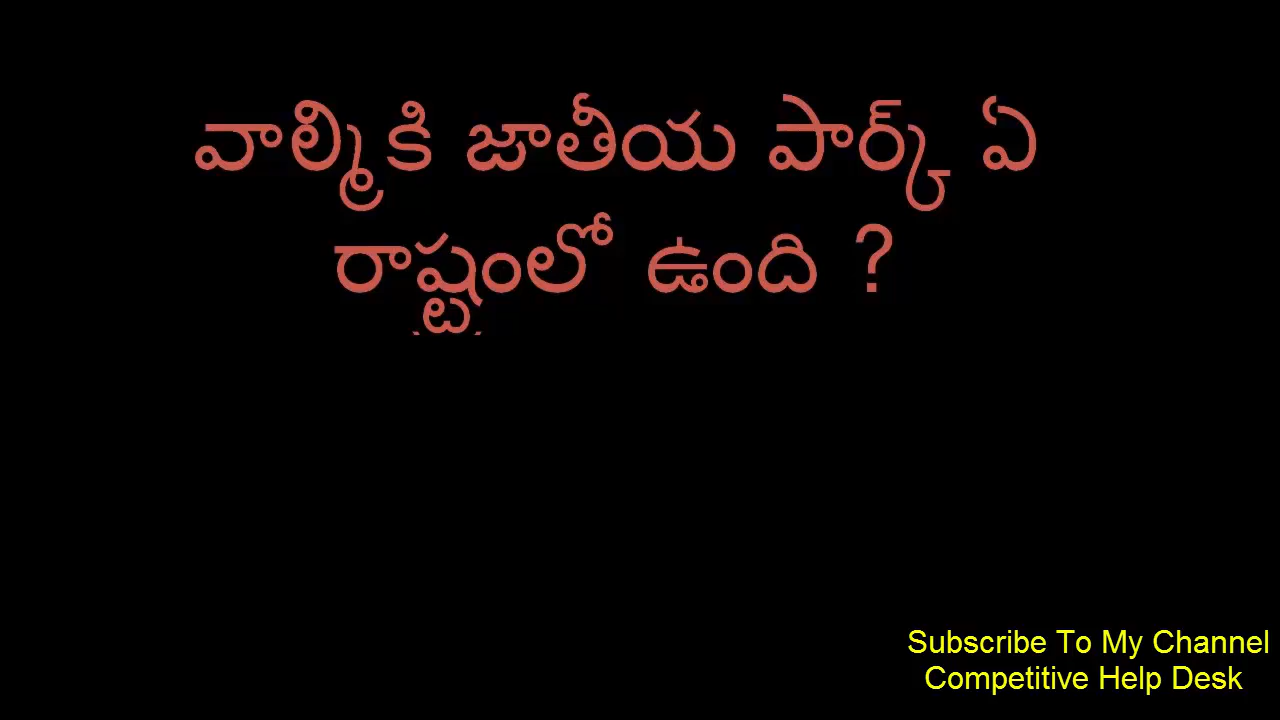 వాల్మికి జాతీయ పార్క్ ఏ
రాష్ట్రంలో ఉంది ?
Subscribe To My Channel
Competitive Help Desk